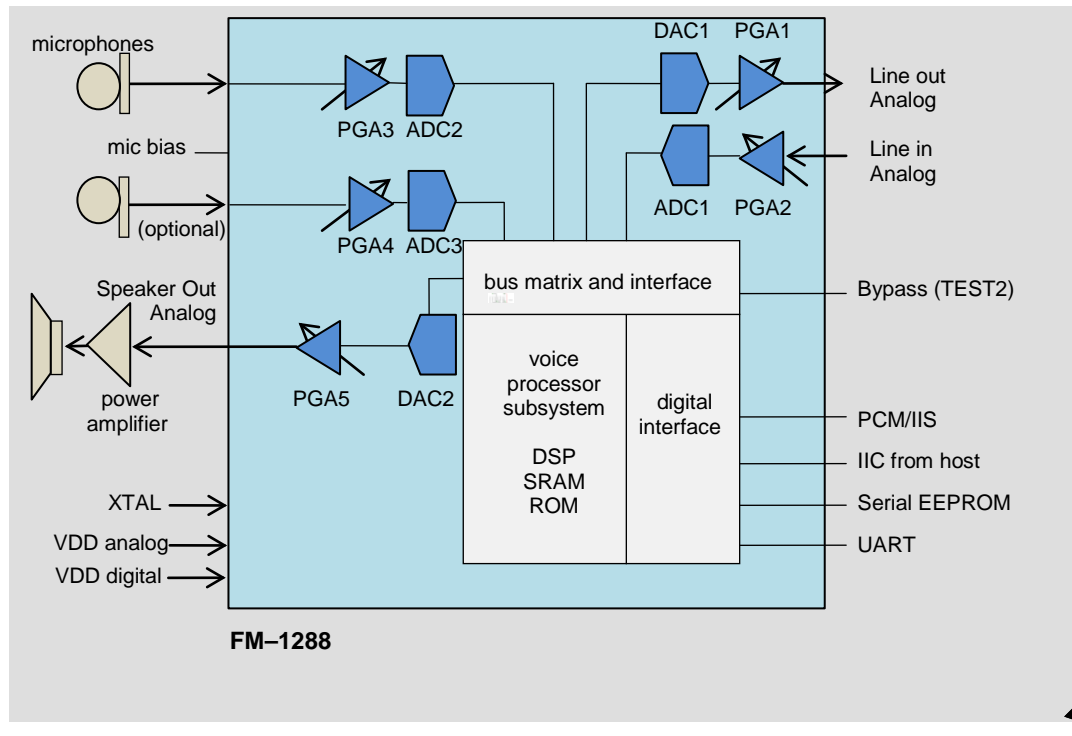 microphones
DAC1 PGA1
Line out
Analog
PGA3 ADC2
mic bias
Line in
Analog
ADC1 PGA2
(optional)
PGA4 ADC3
bus matrix and interface
Bypass (TEST2)
Speaker Out
Analog
PGA5 DAC2
power
amplifier
voice
processor
subsystem
DSP
SRAM
ROM
digital
interface
PCM/IIS
IIC from host
Serial EEPROM
UART
XTAL
VDD analog
VDD digital
FM–1288